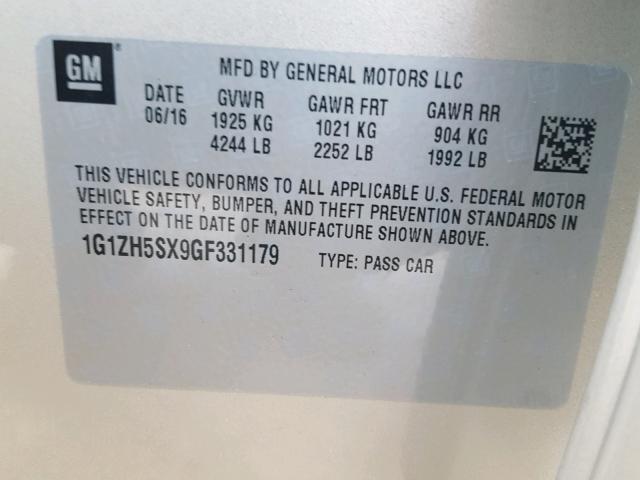 GM®
MFD BY GENERAL MOTORS LLC
DATE GVWR GAWR FRT GAWR RR
06/16 1925 KG 1021 KG 904 KG
4244 LB 2252 LB 1992 LB
THIS VEHICLE CONFORMS TO ALL APPLICABLE U.S. FEDERAL MOTOR
VEHICLE SAFETY, BUMPER, AND THEFT PREVENTION STANDARDS IN
EFFECT ON THE DATE OF MANUFACTURE SHOWN ABOVE.
1G1ZH5SX9GF331179 TYPE: PASS CAR